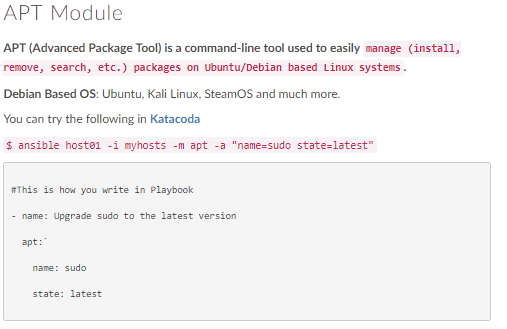 APT Module
APT (Advanced Package Tool) is a command-line tool used to easily manage (install,
remove, search, etc.) packages on Ubuntu/Debian based Linux systems.
Debian Based OS: Ubuntu, Kali Linux, SteamOS and much more.
You can try the following in Katacoda
$ ansible host01 -i myhosts -m apt -a "name=sudo state=latest"
#This is how you write in Playbook
- name: Upgrade sudo to the latest version
apt:`
name: sudo
state: latest